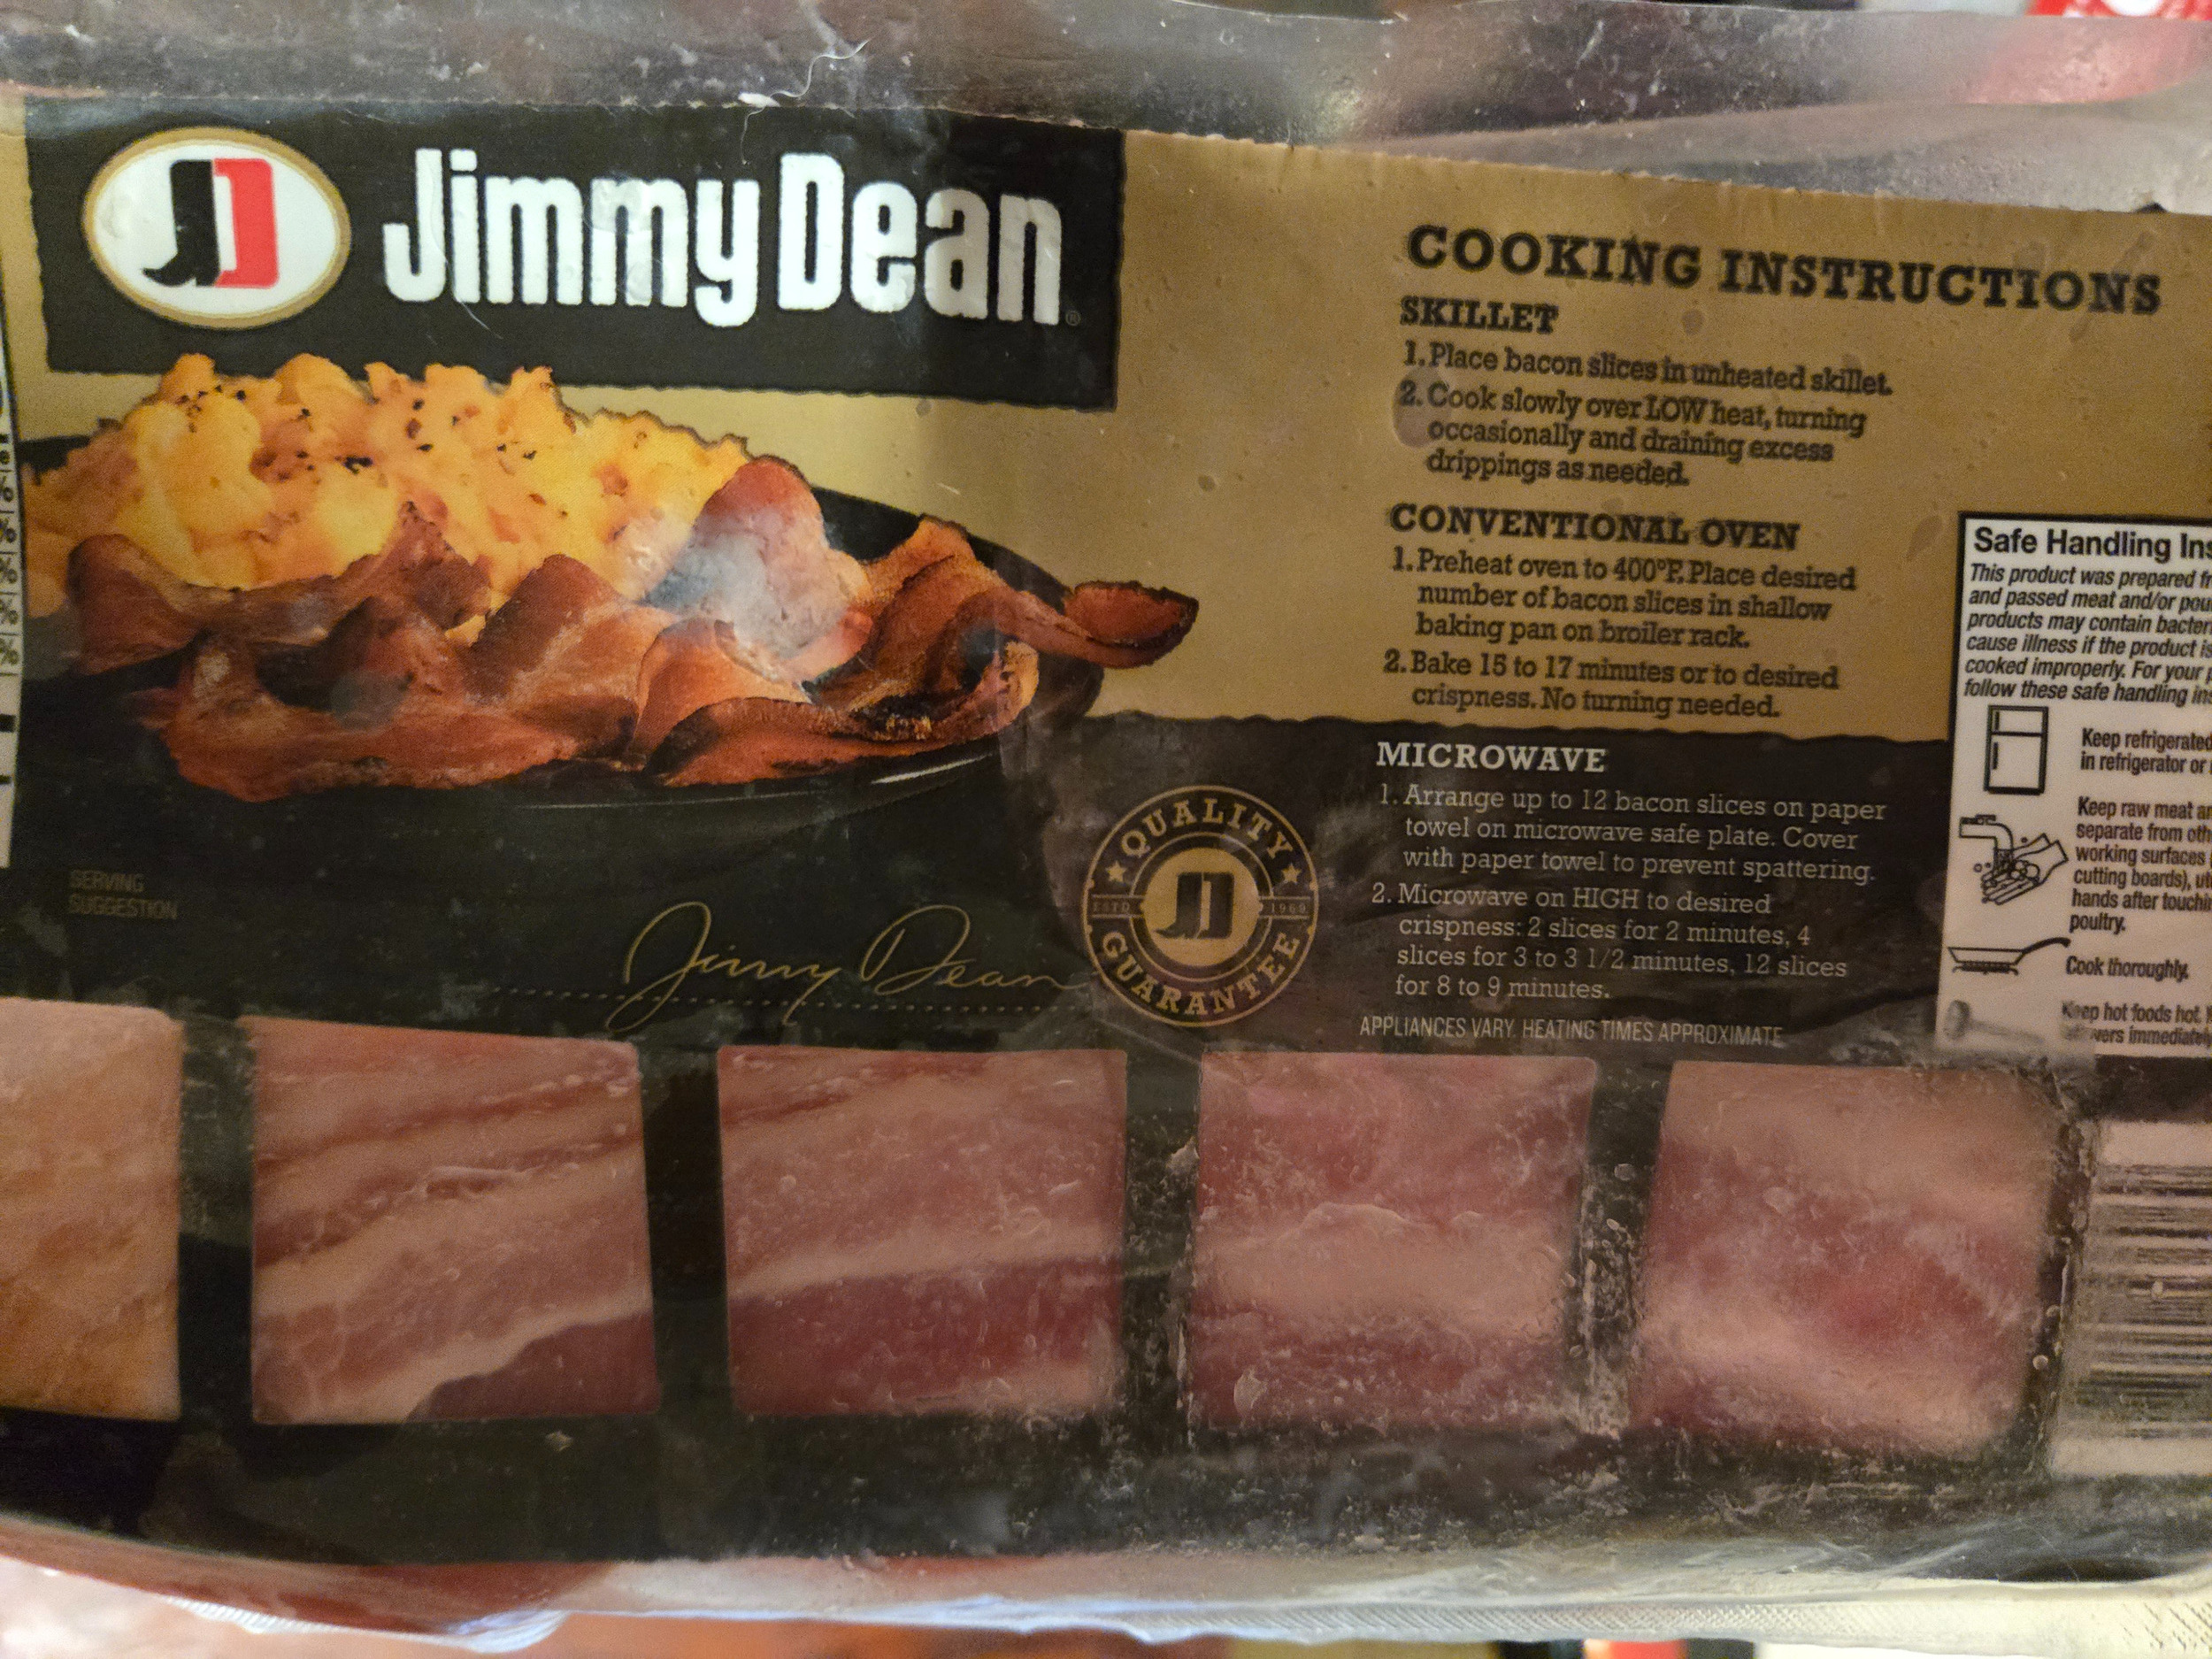 Jimmy Dean®
SERVING
SUGGESTION
Jimmy Dean
QUALITY
ESTD 1969
GUARANTEE
COOKING INSTRUCTIONS
SKILLET
1. Place bacon slices in unheated skillet.
2. Cook slowly over LOW heat, turning
occasionally and draining excess
drippings as needed.
CONVENTIONAL OVEN
1. Preheat oven to 400°F. Place desired
number of bacon slices in shallow
baking pan on broiler rack.
2. Bake 15 to 17 minutes or to desired
crispness. No turning needed.
MICROWAVE
1. Arrange up to 12 bacon slices on paper
towel on microwave safe plate. Cover
with paper towel to prevent spattering.
2. Microwave on HIGH to desired
crispness: 2 slices for 2 minutes, 4
slices for 3 to 3 1/2 minutes, 12 slices
for 8 to 9 minutes.
APPLIANCES VARY. HEATING TIMES APPROXIMATE
Safe Handling
This product was prepared
and passed meat and/or
products may contain
cause illness if the product is
cooked improperly. For your
follow these safe handling
Keep refrigerated
in refrigerator or
Keep raw meat
separate from
working surfaces
cutting boards),
hands after
poultry.
Cook thoroughly.
Keep hot foods hot.
immediately